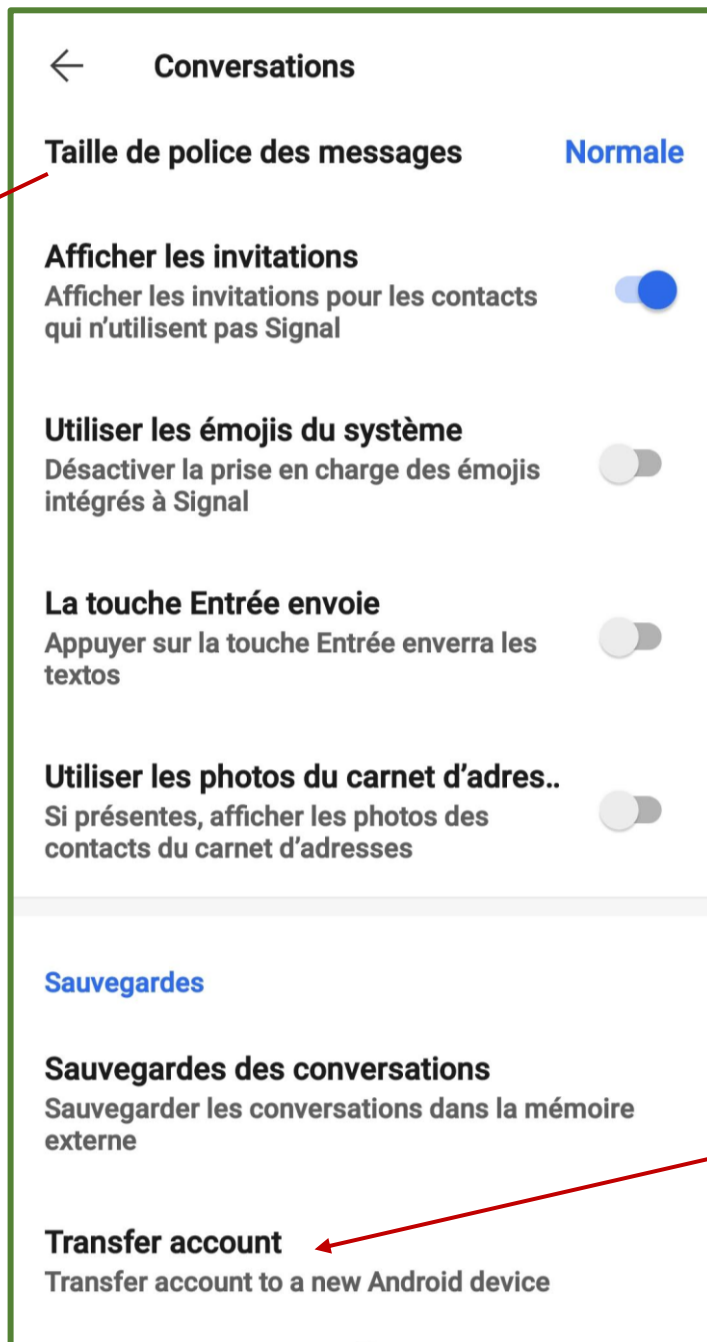 Conversations
Taille de police des messages Normale
Afficher les invitations
Afficher les invitations pour les contacts
qui n’utilisent pas Signal
Utiliser les émojis du système
Désactiver la prise en charge des émojis
intégrés à Signal
La touche Entrée envoie
Appuyer sur la touche Entrée enverra les
textos
Utiliser les photos du carnet d’adres..
Si présentes, afficher les photos des
contacts du carnet d’adresses
Sauvegardes
Sauvegardes des conversations
Sauvegarder les conversations dans la mémoire
externe
Transfer account
Transfer account to a new Android device